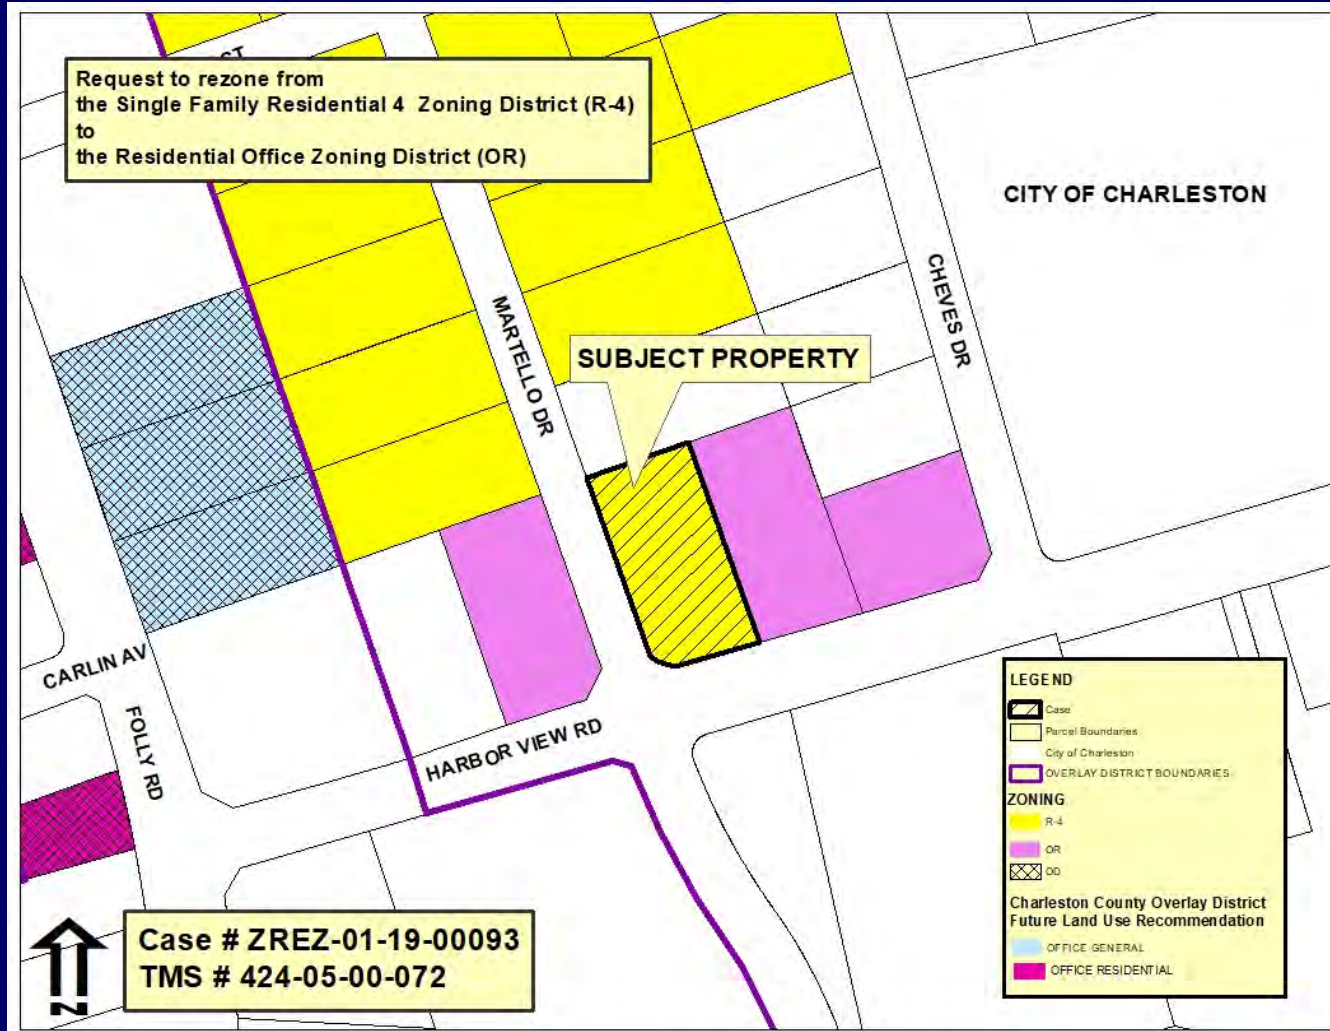 ST
Request to rezone from
the Single Family Residential 4 Zoning District (R-4)
to
the Residential Office Zoning District (OR)
CITY OF CHARLESTON
CHEVES DR
MARTELLO DR
SUBJECT PROPERTY
CARLIN AV
FOLLY RD
HARBOR VIEW RD
LEGEND
Case
Parcel Boundaries
City of Charleston
OVERLAY DISTRICT BOUNDARIES
ZONING
R-4
OR
OD
Charleston County Overlay District
Future Land Use Recommendation
OFFICE GENERAL
OFFICE RESIDENTIAL
Case # ZREZ-01-19-00093
TMS # 424-05-00-072
N